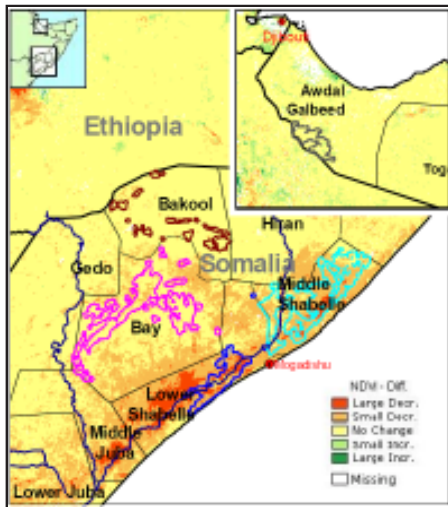 Djibouti
Awdal
Galbeed
Ethiopia
Bakool
Hiran
Gedo
Somalia
Middle
Shabelle
Bay
Mogadishu
Lower
Shabelle
Middle
Juba
Lower Juba
NDVI - Diff.
Large Decr.
Small Decr.
No Change
Small Incr.
Large Incr.
Missing
Tog